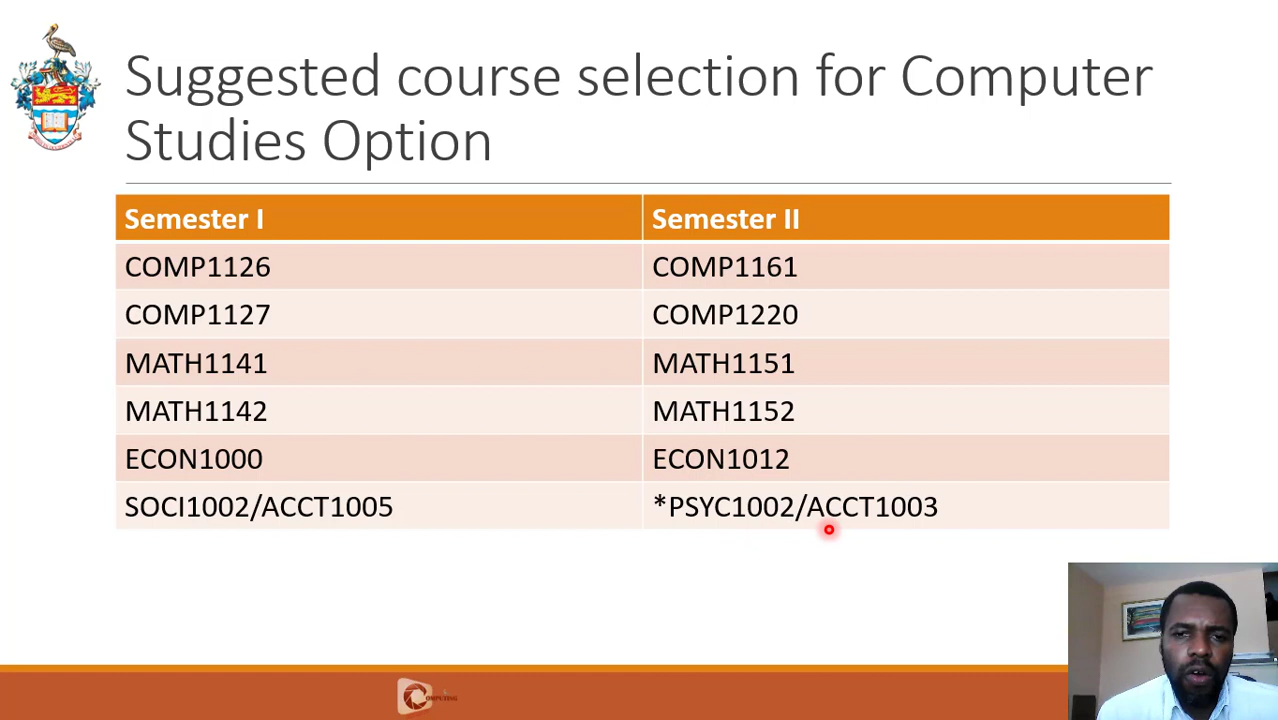 Suggested course selection for Computer
Studies Option
Semester I
Semester II
COMP1126
COMP1161
COMP1127
COMP1220
MATH1141
MATH1151
MATH1142
MATH1152
ECON1000
ECON1012
SOCI1002/ACCT1005
*PSYC1002/ACCT1003